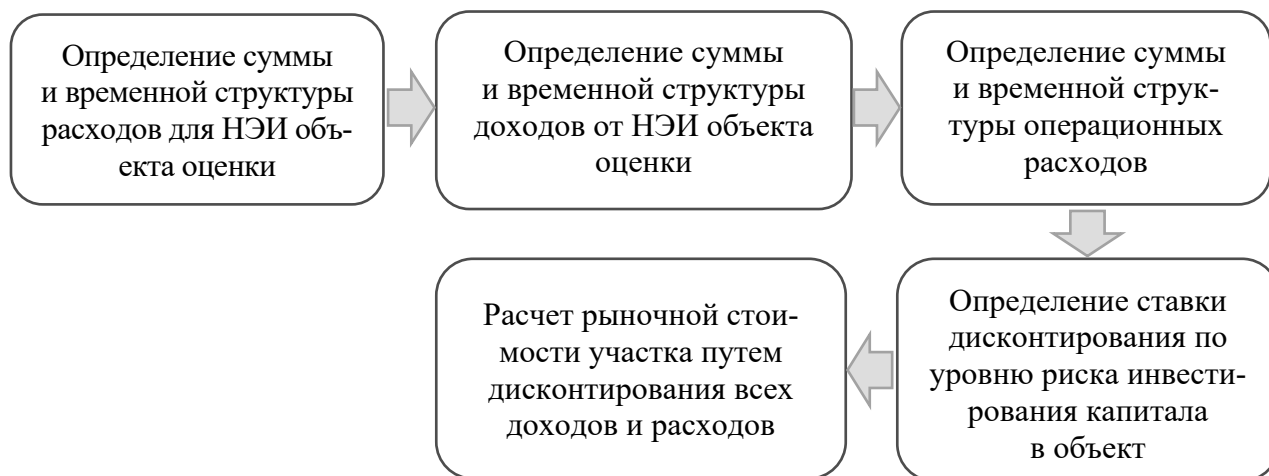 Определение суммы
и временной структуры
расходов для НЭИ объ-
екта оценки
Определение суммы
и временной структуры
доходов от НЭИ объекта
оценки
Определение суммы
и временной струк-
туры операционных
расходов
Определение ставки
дисконтирования по
уровню риска инвести-
рования капитала
в объект
Расчет рыночной стои-
мости участка путем
дисконтирования всех
доходов и расходов